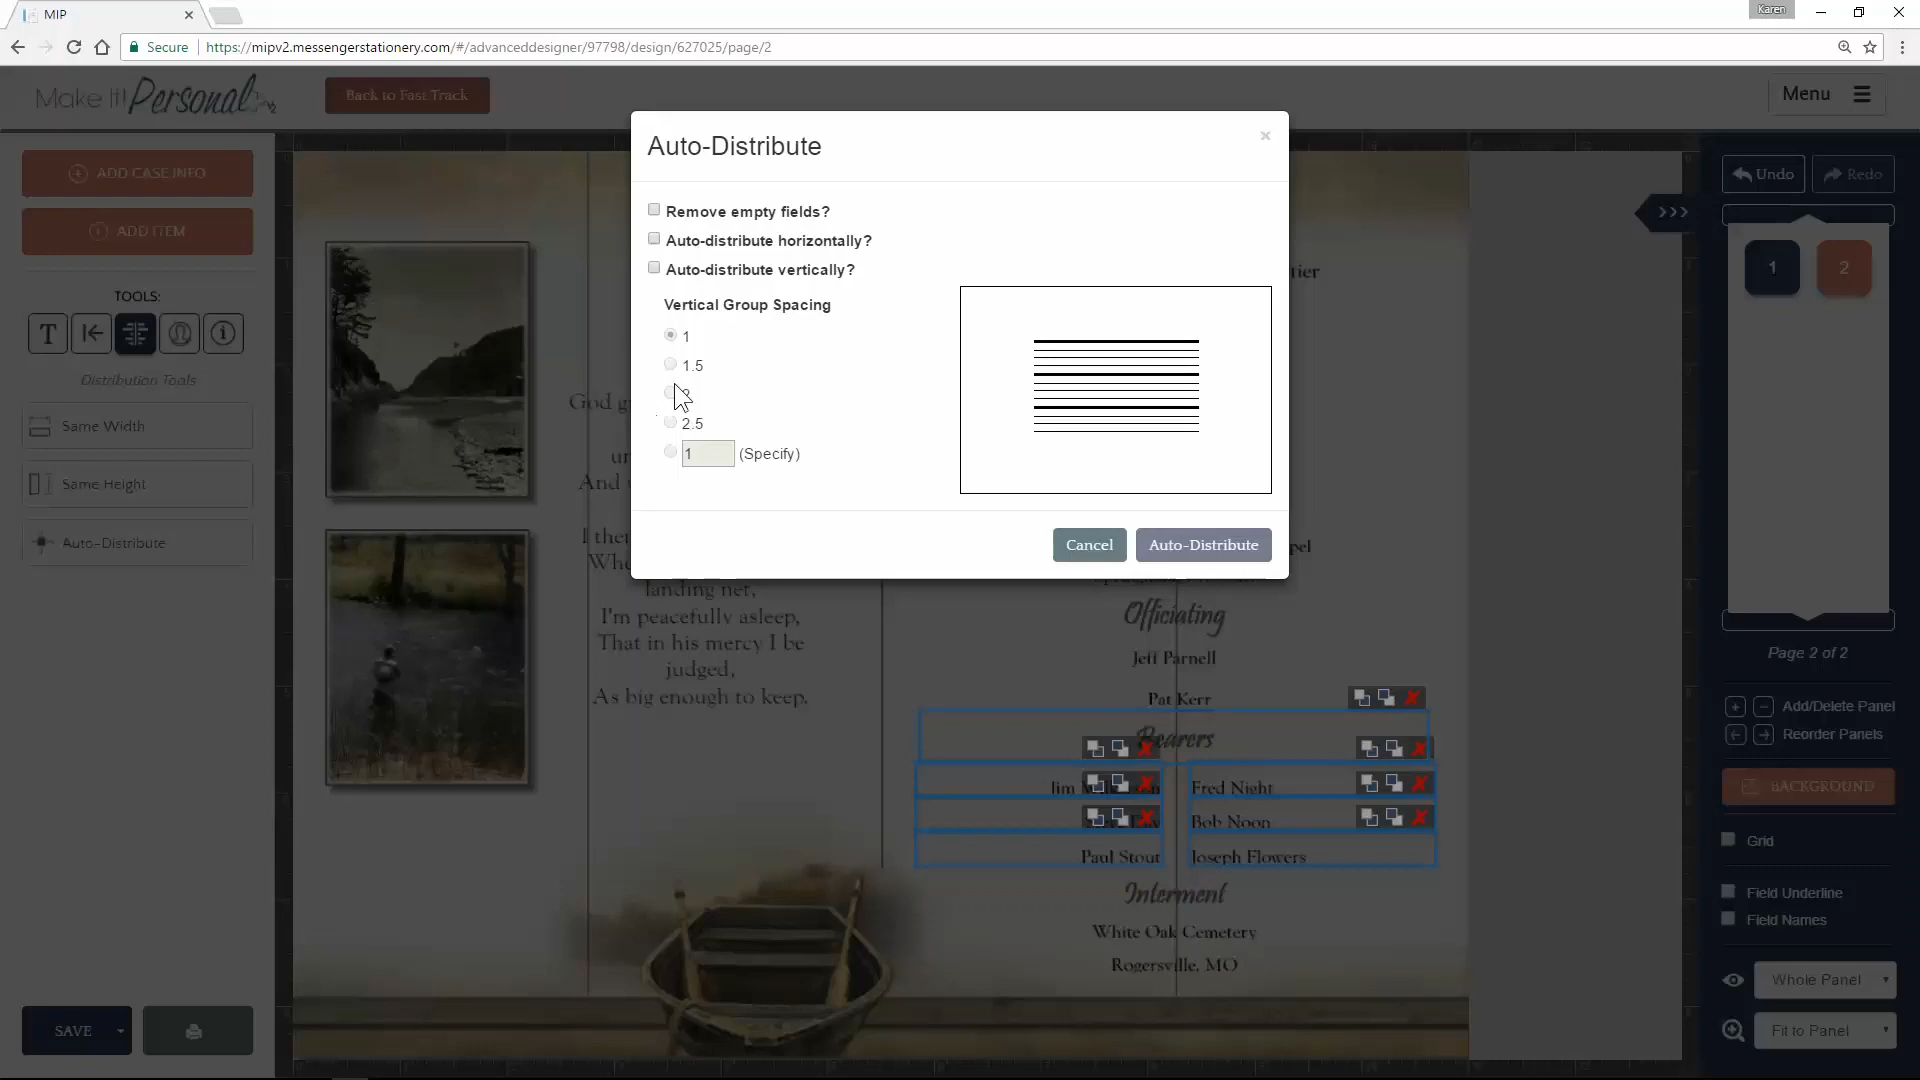 MIP
Karen
Secure
https://mipv2.messengerstationery.com/#/advanceddesigner/97798/design/627025/page/2
Make It! Personal
Back to Fast Track
Menu
ADD CASE INFO
ADD ITEM
TOOLS:
T
Distribution Tools
Same Width
Same Height
Auto-Distribute
SAVE
Auto-Distribute
Remove empty fields?
Auto-distribute horizontally?
Auto-distribute vertically?
Vertical Group Spacing
1
1.5
2.5
1 (Specify)
Cancel
Auto-Distribute
God
And
landing net,
I'm peacefully asleep,
That in his mercy I be
judged,
As big enough to keep.
Officiating
Jeff Parnell
Pat Kerr
Bearers
Jim
Fred Night
Bob Noon
Paul Stout
Joseph Flowers
Interment
White Oak Cemetery
Rogersville, MO
Undo
Redo
1
2
Page 2 of 2
Add/Delete Panel
Reorder Panels
BACKGROUND
Grid
Field Underline
Field Names
Whole Panel
Fit to Panel